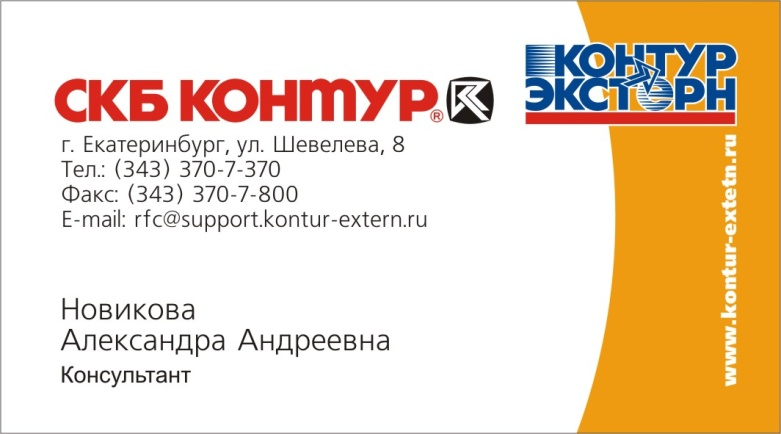 СКБ КОНТУР®
КОНТУР
ЭКСТЕРН
г. Екатеринбург, ул. Шевелева, 8
Тел.: (343) 370-7-370
Факс: (343) 370-7-800
E-mail: rfc@support.kontur-extern.ru
Новикова
Александра Андреевна
Консультант
www.kontur-extetn.ru